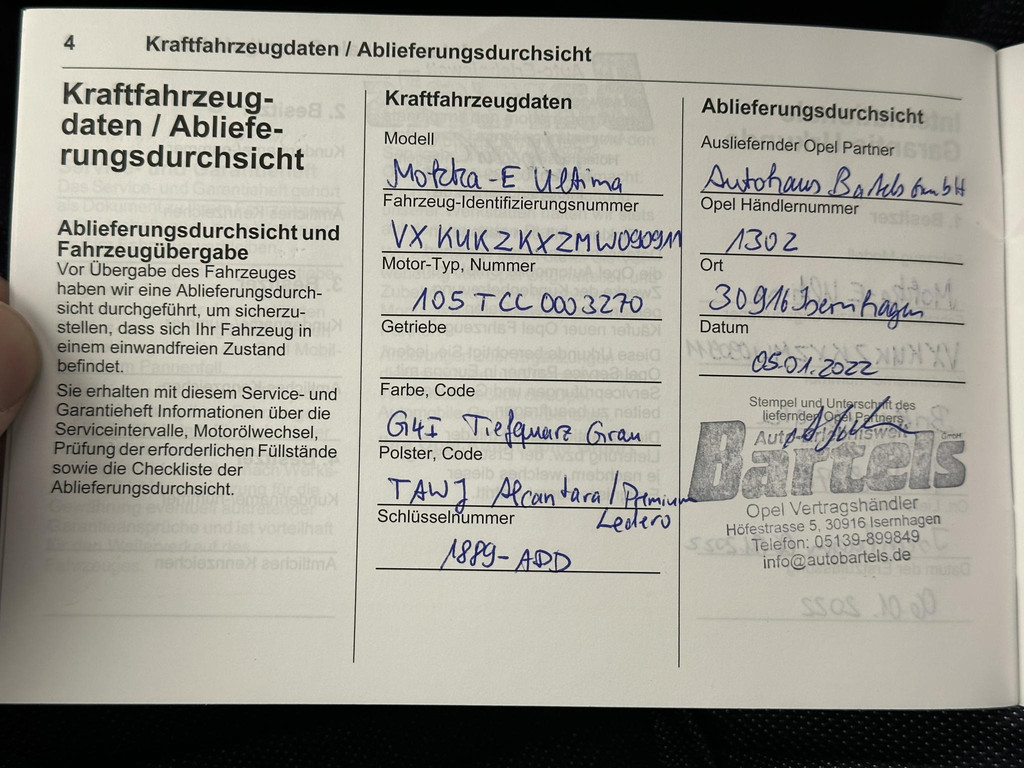 4 Kraftfahrzeugdaten / Ablieferungsdurchsicht
Kraftfahrzeug-
daten / Abliefe-
rungsdurchsicht
Ablieferungsdurchsicht und
Fahrzeugübergabe
Vor Übergabe des Fahrzeuges
haben wir eine Ablieferungsdurch-
sicht durchgeführt, um sicherzu-
stellen, dass sich Ihr Fahrzeug in
einem einwandfreien Zustand
befindet.
Sie erhalten mit diesem Service- und
Garantieheft Informationen über die
Serviceintervalle, Motorölwechsel,
Prüfung der erforderlichen Füllstände
sowie die Checkliste der
Ablieferungsdurchsicht.
Kraftfahrzeugdaten
Modell
Mokka-E Ultima
Fahrzeug-Identifizierungsnummer
VXKUKZKXZMW090911
Motor-Typ, Nummer
105 TCC 0003270
Getriebe
Farbe, Code
G4I Tiefquarz Grau
Polster, Code
TAWJ Alcantara / Premium
Leder
Schlüsselnummer
1889-ADD
Ablieferungsdurchsicht
Ausliefernder Opel Partner
Autohaus Bartels GmbH
Opel Händlernummer
1302
Ort
30916 Isernhagen
Datum
05.01.2022
Stempel und Unterschrift des
liefernden Opel Partners
Bartels GmbH
Opel Vertragshändler
Höfestrasse 5, 30916 Isernhagen
Telefon: 05139-899849
info@autobartels.de